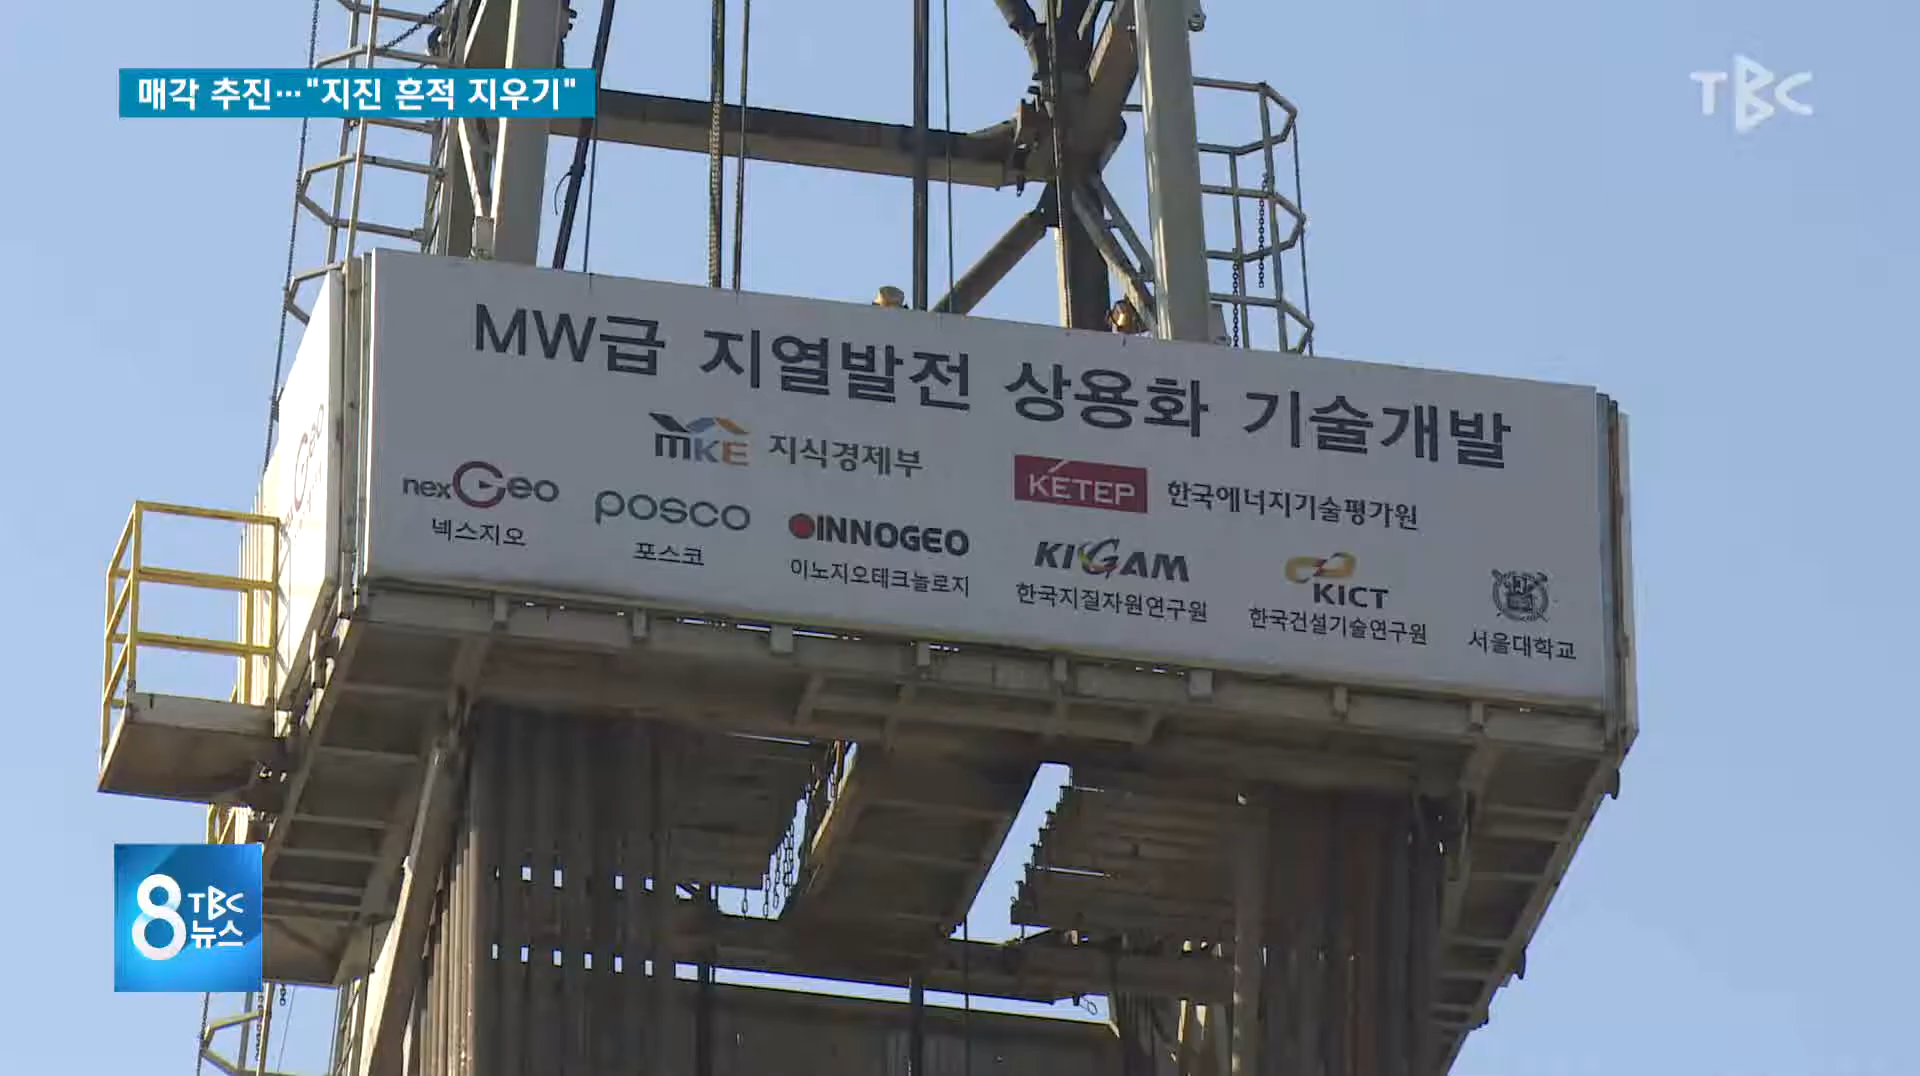 매각 추진…"지진 흔적 지우기"
TBC
MW급 지열발전 상용화 기술개발
MKE 지식경제부
KETEP 한국에너지기술평가원
nexGeo
넥스지오
posco
포스코
INNOGEO
이노지오테크놀로지
KIGAM
한국지질자원연구원
KICT
한국건설기술연구원
서울대학교
8 TBC
뉴스